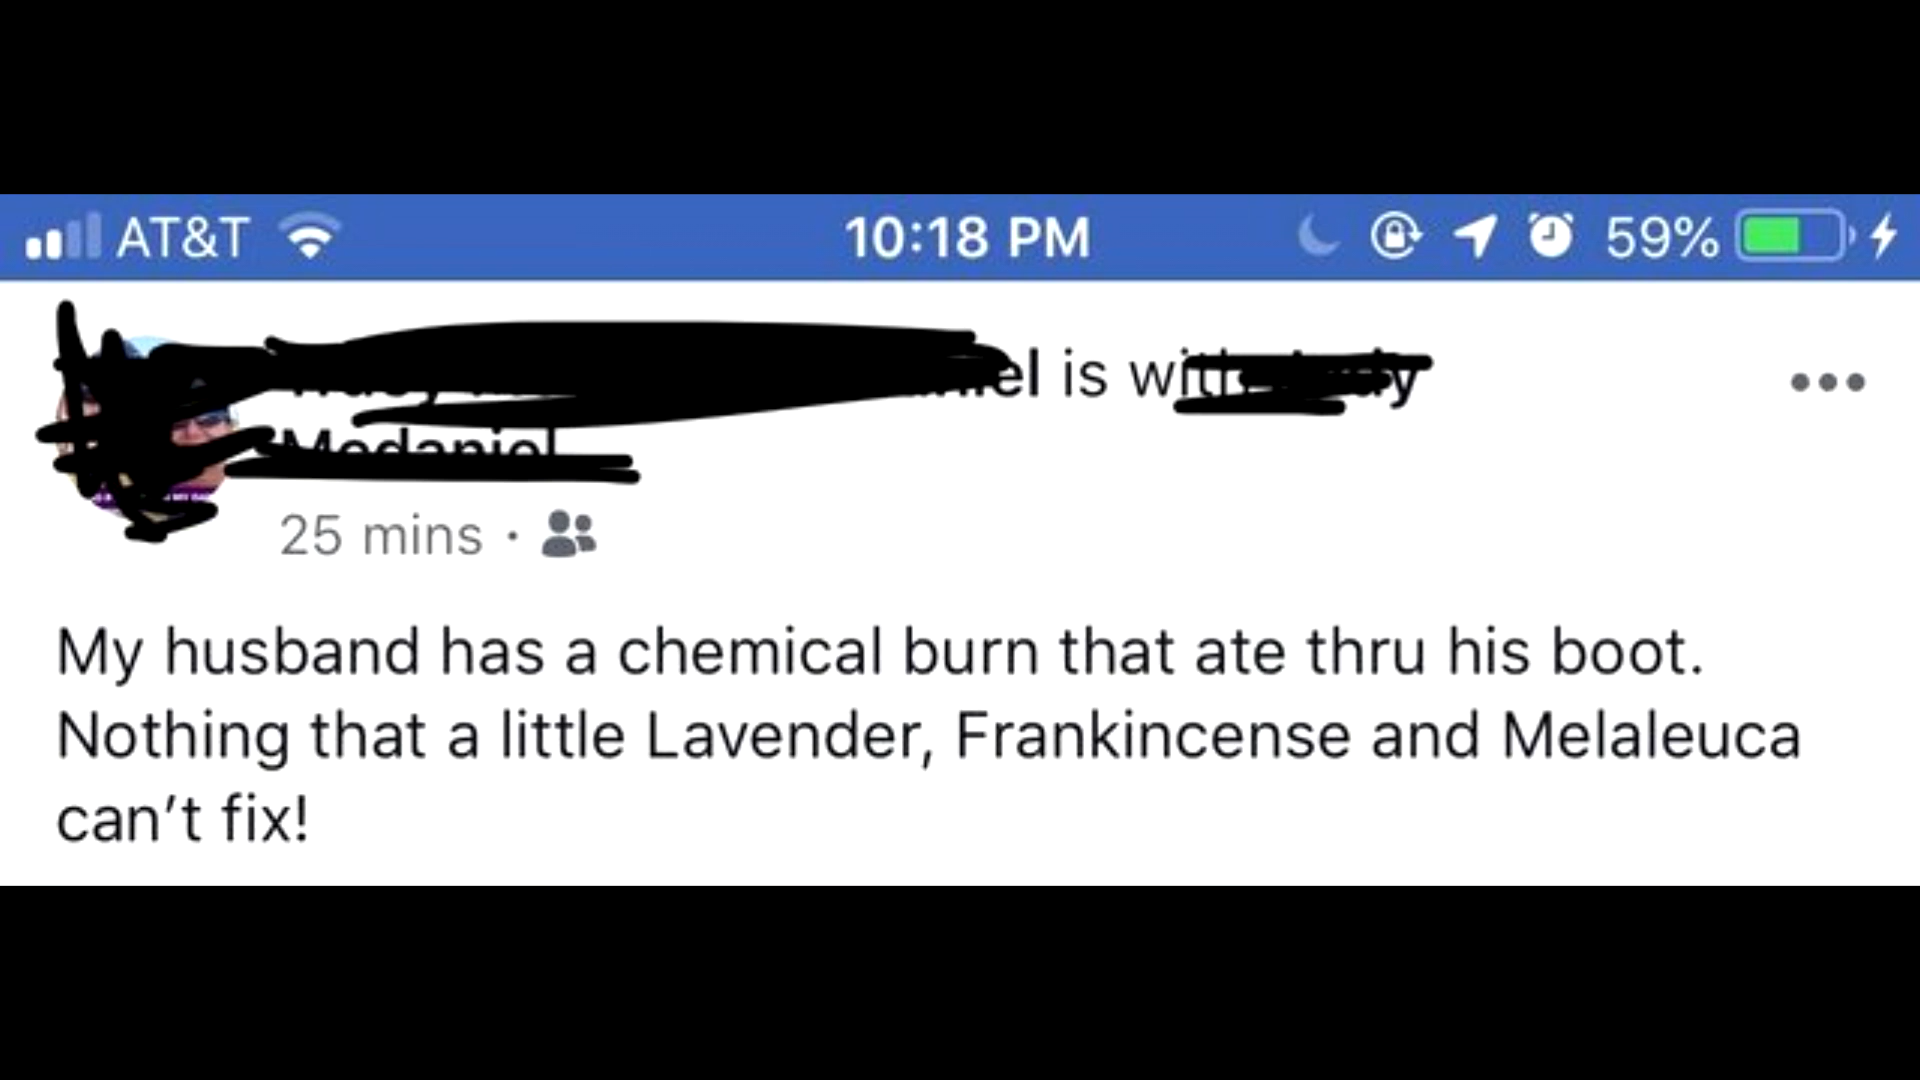 AT&T 10:18 PM 59%
is with
25 mins ·
My husband has a chemical burn that ate thru his boot.
Nothing that a little Lavender, Frankincense and Melaleuca
can't fix!